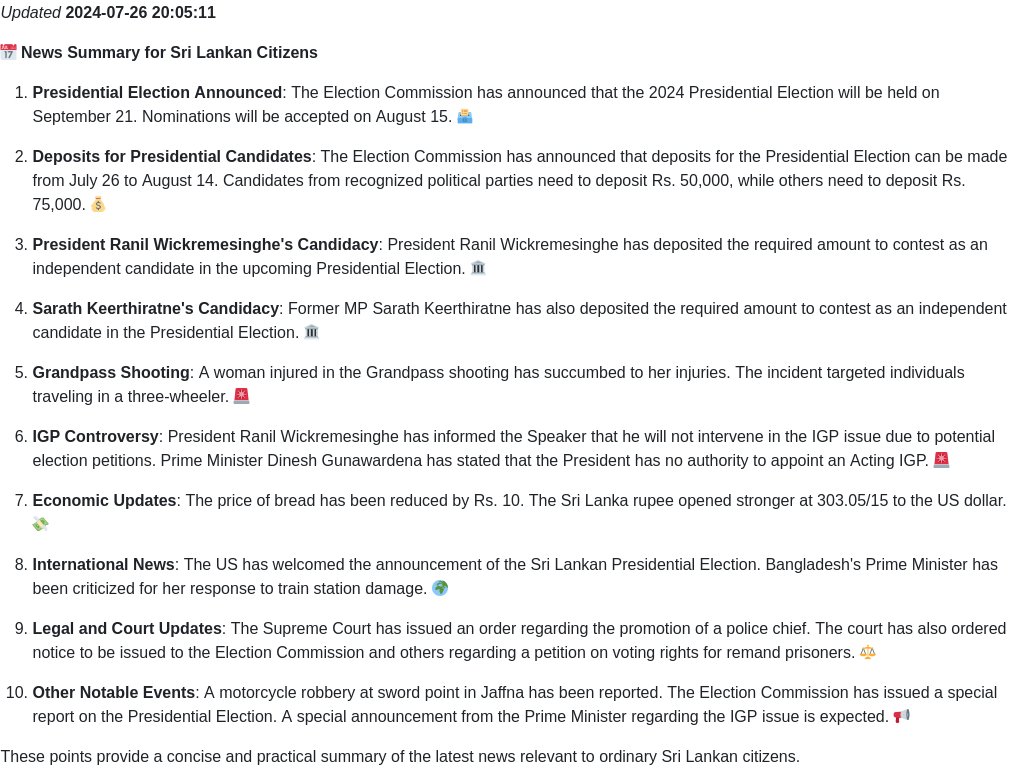 Updated 2024-07-26 20:05:11
📅 News Summary for Sri Lankan Citizens
1. Presidential Election Announced: The Election Commission has announced that the 2024 Presidential Election will be held on
September 21. Nominations will be accepted on August 15. 🗳️
2. Deposits for Presidential Candidates: The Election Commission has announced that deposits for the Presidential Election can be made
from July 26 to August 14. Candidates from recognized political parties need to deposit Rs. 50,000, while others need to deposit Rs.
75,000. 💰
3. President Ranil Wickremesinghe's Candidacy: President Ranil Wickremesinghe has deposited the required amount to contest as an
independent candidate in the upcoming Presidential Election. 🏛️
4. Sarath Keerthiratne's Candidacy: Former MP Sarath Keerthiratne has also deposited the required amount to contest as an independent
candidate in the Presidential Election. 🏛️
5. Grandpass Shooting: A woman injured in the Grandpass shooting has succumbed to her injuries. The incident targeted individuals
traveling in a three-wheeler. 🚨
6. IGP Controversy: President Ranil Wickremesinghe has informed the Speaker that he will not intervene in the IGP issue due to potential
election petitions. Prime Minister Dinesh Gunawardena has stated that the President has no authority to appoint an Acting IGP. 🚨
7. Economic Updates: The price of bread has been reduced by Rs. 10. The Sri Lanka rupee opened stronger at 303.05/15 to the US dollar.
💸
8. International News: The US has welcomed the announcement of the Sri Lankan Presidential Election. Bangladesh's Prime Minister has
been criticized for her response to train station damage. 🌍
9. Legal and Court Updates: The Supreme Court has issued an order regarding the promotion of a police chief. The court has also ordered
notice to be issued to the Election Commission and others regarding a petition on voting rights for remand prisoners. ⚖️
10. Other Notable Events: A motorcycle robbery at sword point in Jaffna has been reported. The Election Commission has issued a special
report on the Presidential Election. A special announcement from the Prime Minister regarding the IGP issue is expected. 📢
These points provide a concise and practical summary of the latest news relevant to ordinary Sri Lankan citizens.